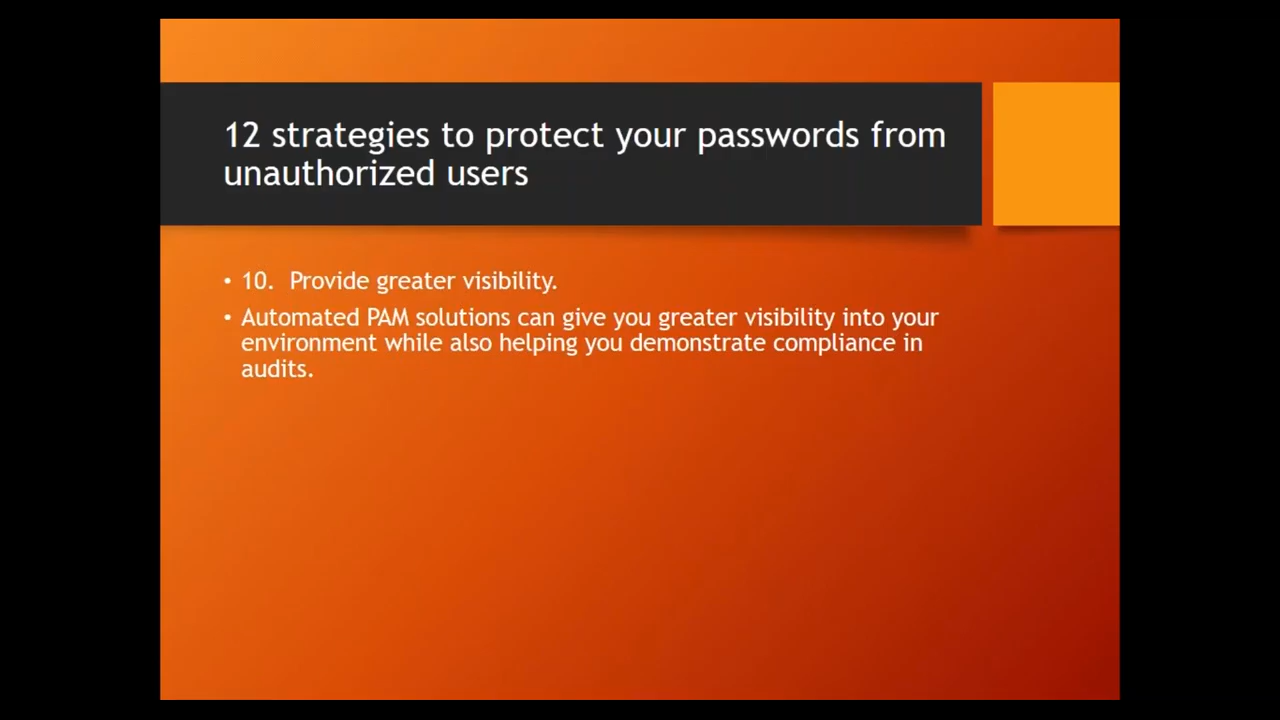 12 strategies to protect your passwords from
unauthorized users
• 10.  Provide greater visibility.
• Automated PAM solutions can give you greater visibility into your
environment while also helping you demonstrate compliance in
audits.